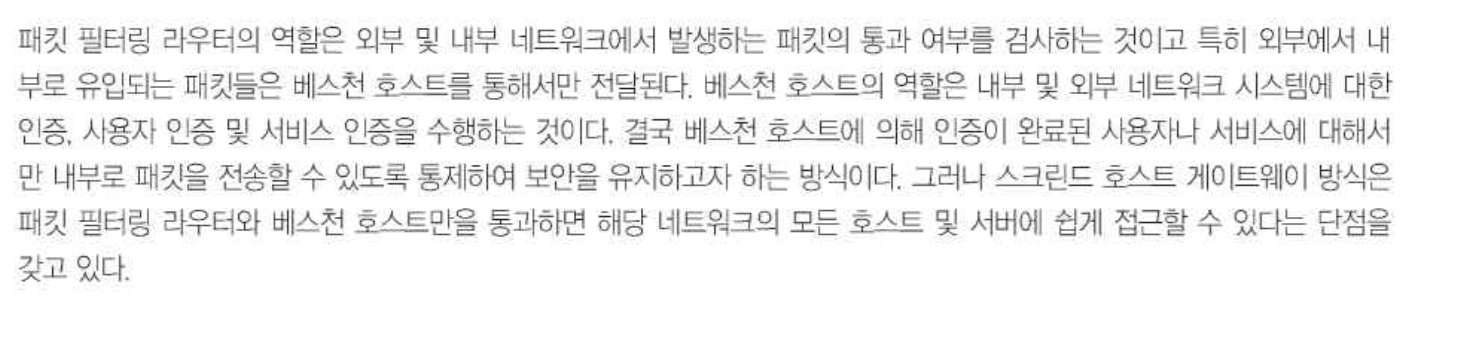 패킷 필터링 라우터의 역할은 외부 및 내부 네트워크에서 발생하는 패킷의 통과 여부를 검사하는 것이고 특히 외부에서 내
부로 유입되는 패킷들은 베스천 호스트를 통해서만 전달된다. 베스천 호스트의 역할은 내부 및 외부 네트워크 시스템에 대한
인증, 사용자 인증 및 서비스 인증을 수행하는 것이다. 결국 베스천 호스트에 의해 인증이 완료된 사용자나 서비스에 대해서
만 내부로 패킷을 전송할 수 있도록 통제하여 보안을 유지하고자 하는 방식이다. 그러나 스크린드 호스트 게이트웨이 방식은
패킷 필터링 라우터와 베스천 호스트만을 통과하면 해당 네트워크의 모든 호스트 및 서버에 쉽게 접근할 수 있다는 단점을
갖고 있다.